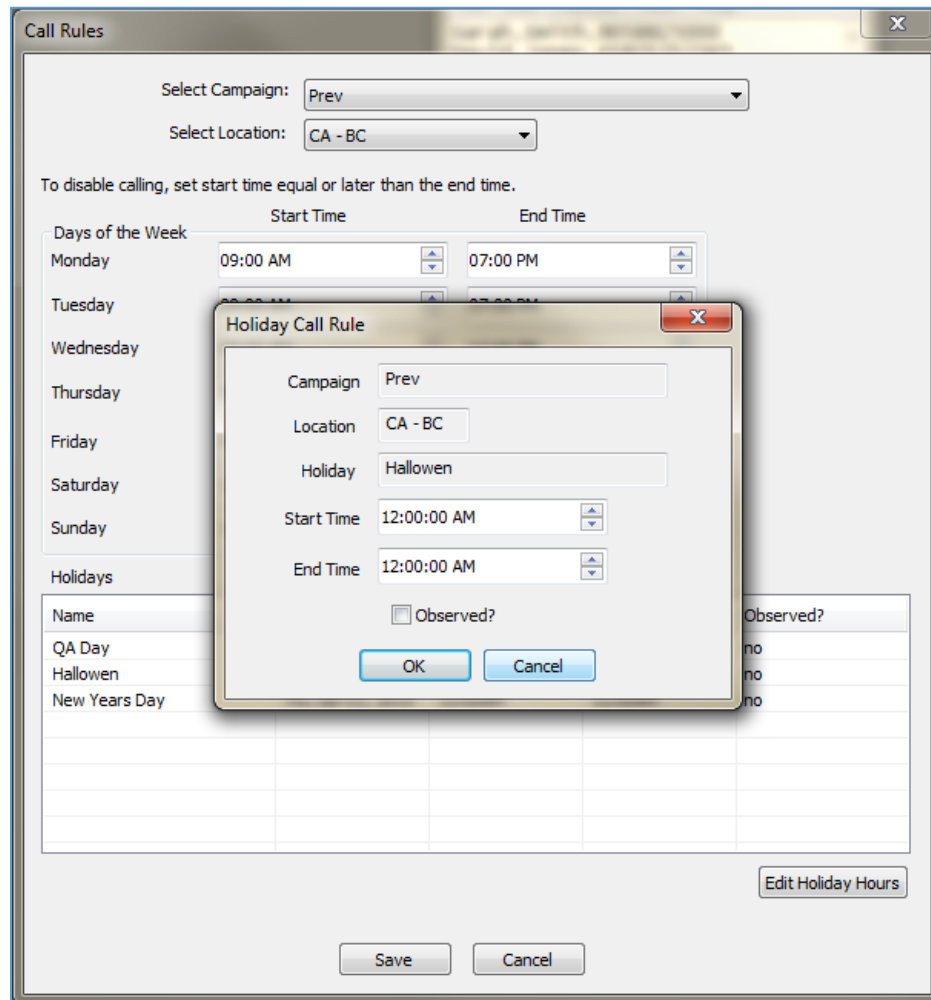 Call Rules
Select Campaign: Prev
Select Location: CA - BC
To disable calling, set start time equal or later than the end time.
Start Time End Time
Days of the Week
Monday 09:00 AM 07:00 PM
Tuesday
Holiday Call Rule
Wednesday
Campaign Prev
Thursday
Location CA - BC
Friday
Holiday Hallowen
Saturday
Start Time 12:00:00 AM
Sunday
End Time 12:00:00 AM
Holidays
Observed?
Name Observed?
QA Day no
OK Cancel
Hallowen no
New Years Day no
Edit Holiday Hours
Save Cancel